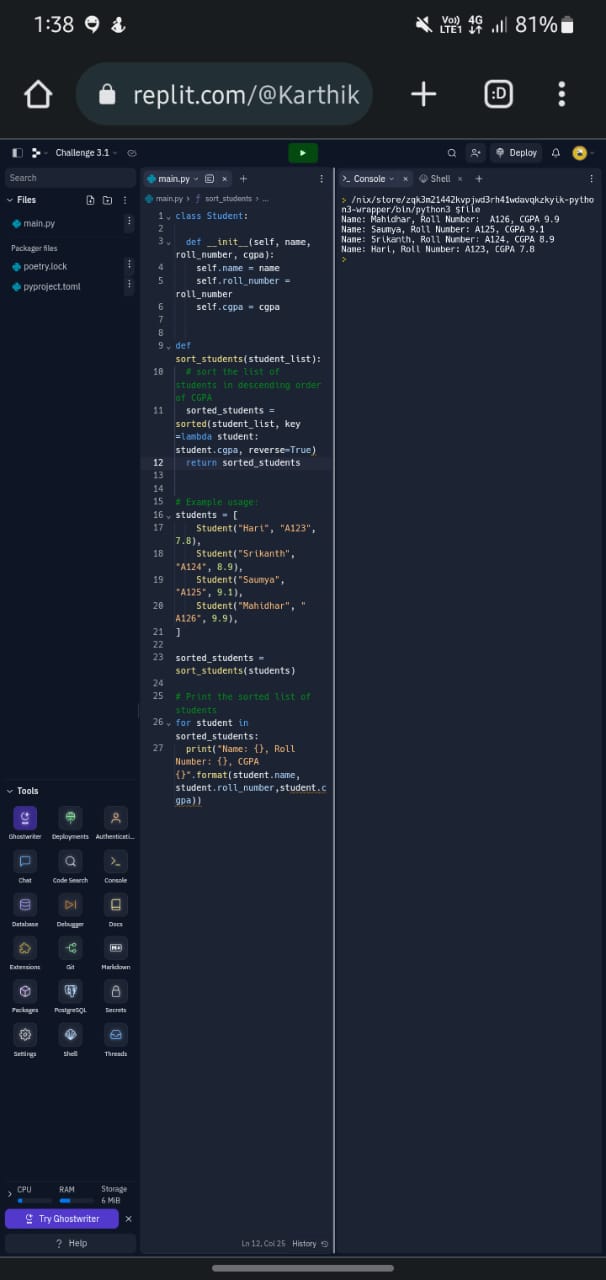 1:38 Vo)) LTE1 4G 81%
replit.com/@Karthik :D
Challenge 3.1 Deploy
Search
Files
main.py
Packager files
poetry.lock
pyproject.toml
Tools
Ghostwriter Deployments Authenticati...
Chat Code Search Console
Database Debugger Docs
Extensions Git Markdown
Packages PostgreSQL Secrets
Settings Shell Threads
CPU RAM Storage
6 MiB
Try Ghostwriter
? Help
main.py
main.py > f sort_students > ...
1 class Student:
2
3 def __init__(self, name,
roll_number, cgpa):
4 self.name = name
5 self.roll_number =
roll_number
6 self.cgpa = cgpa
7
8
9 def
sort_students(student_list):
10 # sort the list of
students in descending order
of CGPA
11 sorted_students =
sorted(student_list, key
=lambda student:
student.cgpa, reverse=True)
12 return sorted_students
13
14
15 # Example usage:
16 students = [
17 Student("Hari", "A123",
7.8),
18 Student("Srikanth",
"A124", 8.9),
19 Student("Saumya",
"A125", 9.1),
20 Student("Mahidhar", "
A126", 9.9),
21 ]
22
23 sorted_students =
sort_students(students)
24
25 # Print the sorted list of
students
26 for student in
sorted_students:
27 print("Name: {}, Roll
Number: {}, CGPA
{}".format(student.name,
student.roll_number,student.c
gpa))
Ln 12, Col 25 History
>_ Console Shell
> /nix/store/zqk3m21442kvpjwd3rh41wdavqkzkyik-pytho
n3-wrapper/bin/python3 $file
Name: Mahidhar, Roll Number:  A126, CGPA 9.9
Name: Saumya, Roll Number: A125, CGPA 9.1
Name: Srikanth, Roll Number: A124, CGPA 8.9
Name: Hari, Roll Number: A123, CGPA 7.8
>